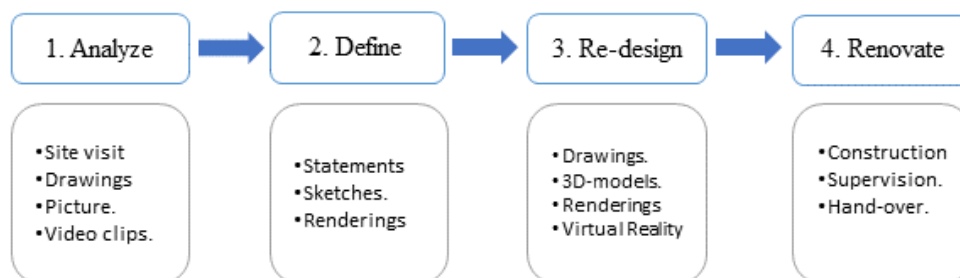 1. Analyze
2. Define
3. Re-design
4. Renovate
•Site visit
•Drawings
•Picture.
•Video clips.
•Statements
•Sketches.
•Renderings
•Drawings.
•3D-models.
•Renderings
•Virtual Reality
•Construction
•Supervision.
•Hand-over.